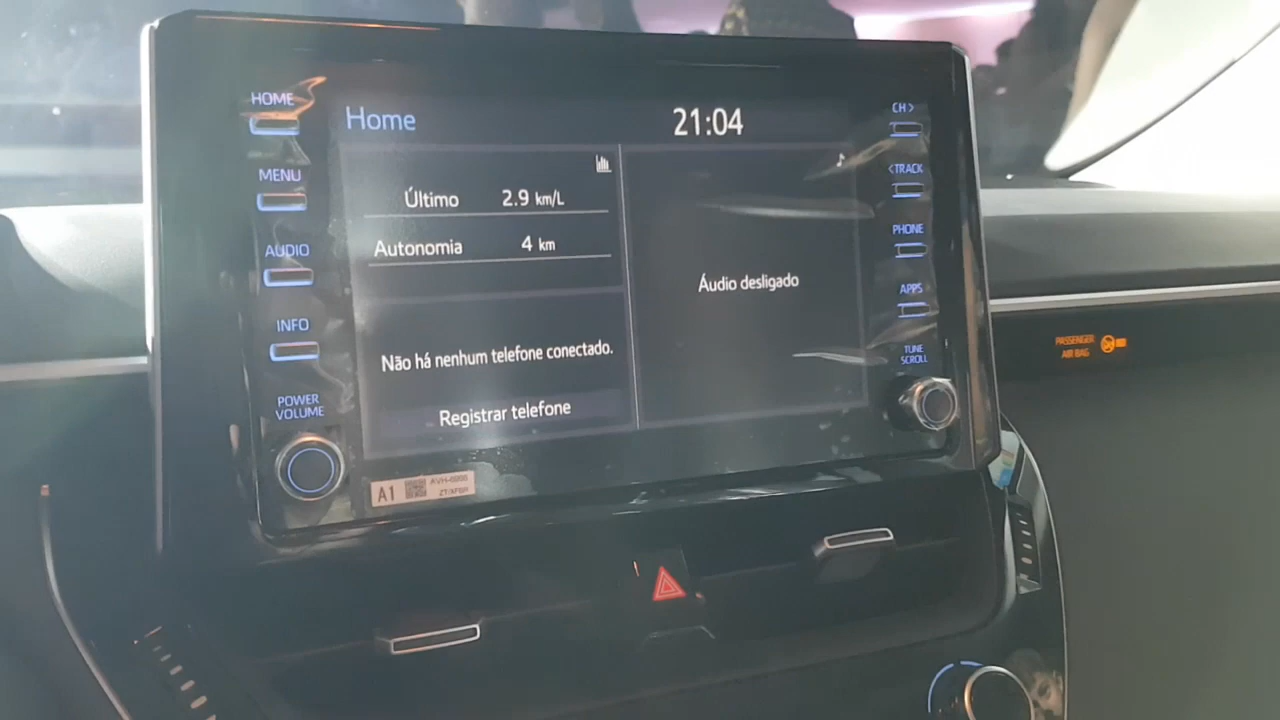 HOME
MENU
AUDIO
INFO
POWER
VOLUME
Home
21:04
Último 2.9 km/L
Autonomia 4 km
Não há nenhum telefone conectado.
Registrar telefone
Áudio desligado
CH >
< TRACK
PHONE
APPS
TUNE
SCROLL
PASSENGER
AIR BAG
A1